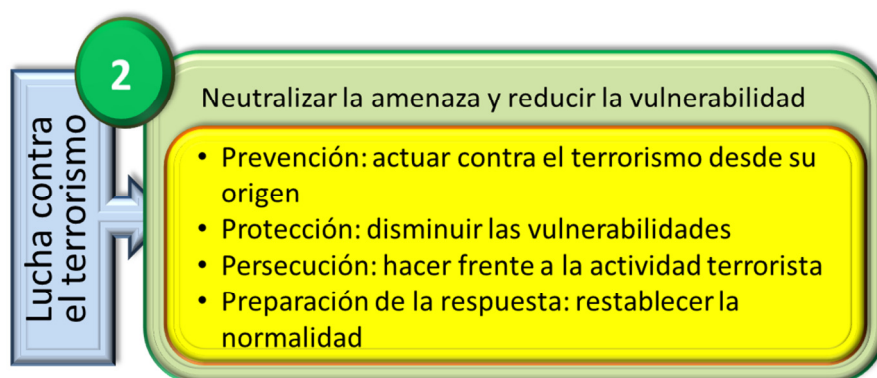 2
Lucha contra
el terrorismo
Neutralizar la amenaza y reducir la vulnerabilidad
• Prevención: actuar contra el terrorismo desde su
origen
• Protección: disminuir las vulnerabilidades
• Persecución: hacer frente a la actividad terrorista
• Preparación de la respuesta: restablecer la
normalidad